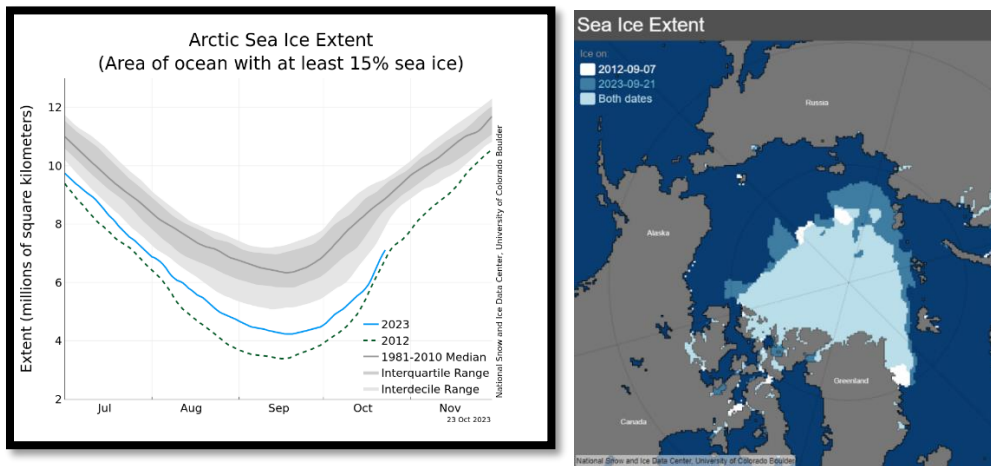 Arctic Sea Ice Extent
(Area of ocean with at least 15% sea ice)
Extent (millions of square kilometers)
12
10
8
6
4
2
Jul
Aug
Sep
Oct
Nov
23 Oct 2023
2023
2012
1981-2010 Median
Interquartile Range
Interdecile Range
National Snow and Ice Data Center, University of Colorado Boulder
Sea Ice Extent
Ice on:
2012-09-07
2023-09-21
Both dates
Russia
Alaska
Greenland
Canada
National Snow and Ice Data Center, University of Colorado Boulder